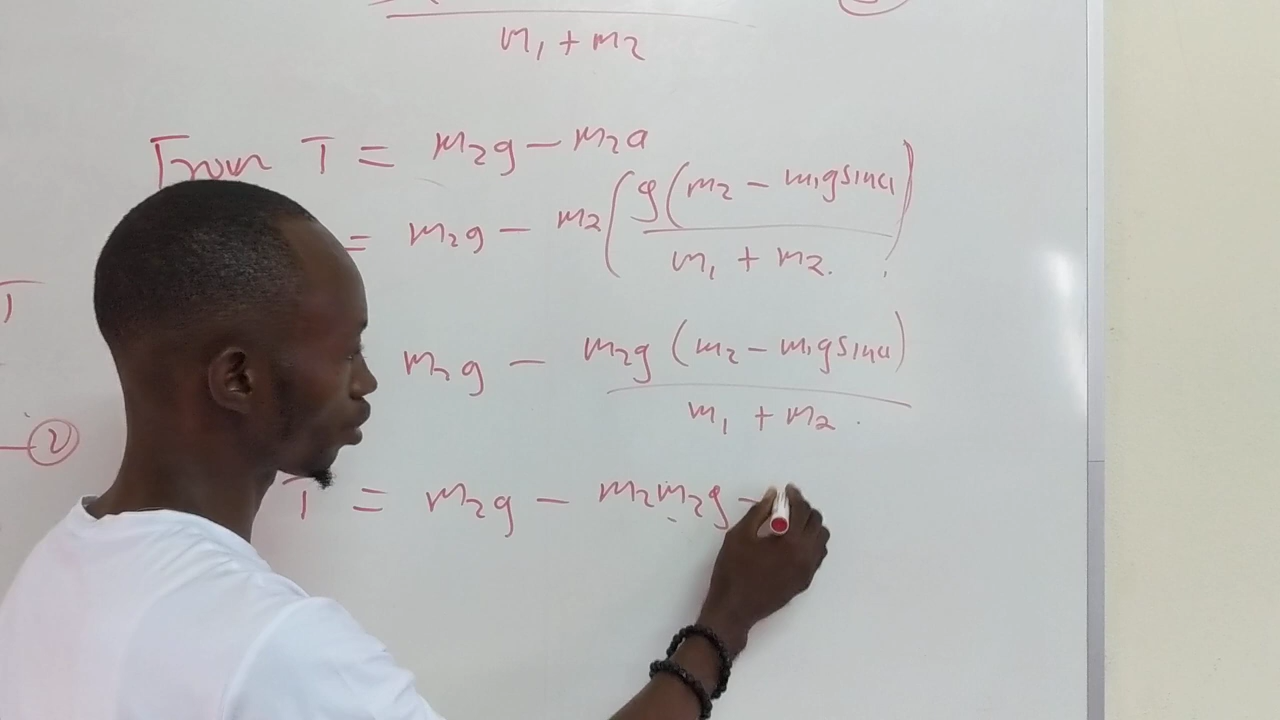 m₁ + m₂
From T = m₂g − m₂a
= m₂g − m₂(g(m₂ − m₁gsinα)
m₁ + m₂.)
T
m₂g − m₂g (m₂ − m₁gsinα)
m₁ + m₂.
②
T = m₂g − m₂m₂g −